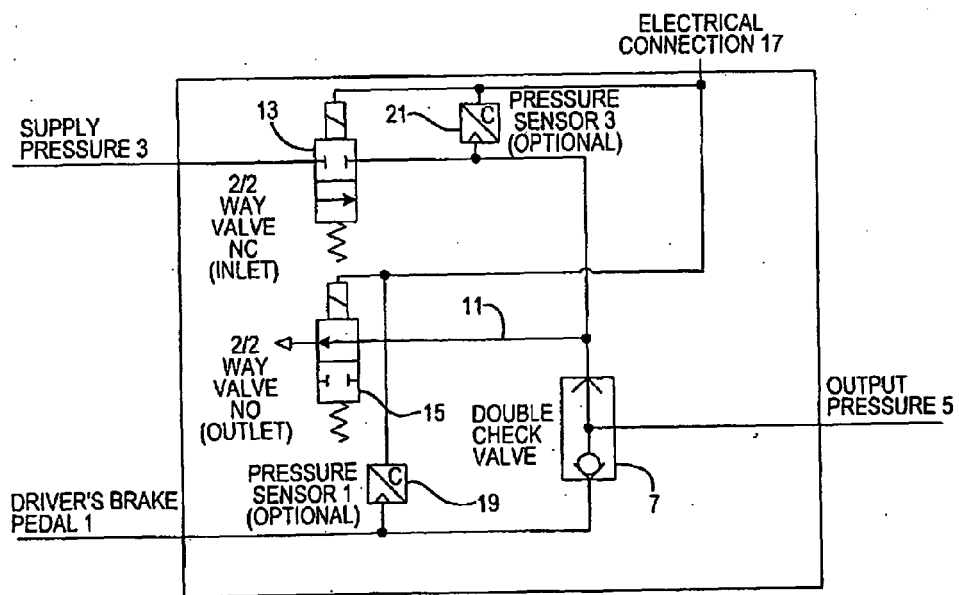 ELECTRICAL
CONNECTION 17
SUPPLY
PRESSURE 3
13
21
C
PRESSURE
SENSOR 3
(OPTIONAL)
2/2
WAY
VALVE
NC
(INLET)
11
2/2
WAY
VALVE
NO
(OUTLET)
15
DOUBLE
CHECK
VALVE
OUTPUT
PRESSURE 5
7
PRESSURE
SENSOR 1
(OPTIONAL)
C
19
DRIVER'S BRAKE
PEDAL 1